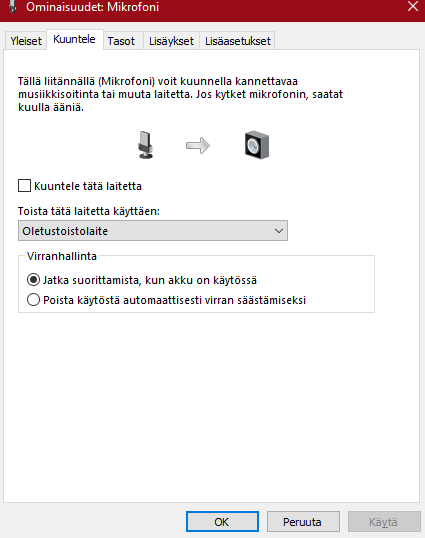 Ominaisuudet: Mikrofoni
Yleiset Kuuntele Tasot Lisäykset Lisäasetukset
Tällä liitännällä (Mikrofoni) voit kuunnella kannettavaa
musiikkisoitinta tai muuta laitetta. Jos kytket mikrofonin, saatat
kuulla ääniä.
Kuuntele tätä laitetta
Toista tätä laitetta käyttäen:
Oletustoistolaite
Virranhallinta
Jatka suorittamista, kun akku on käytössä
Poista käytöstä automaattisesti virran säästämiseksi
OK Peruuta Käytä